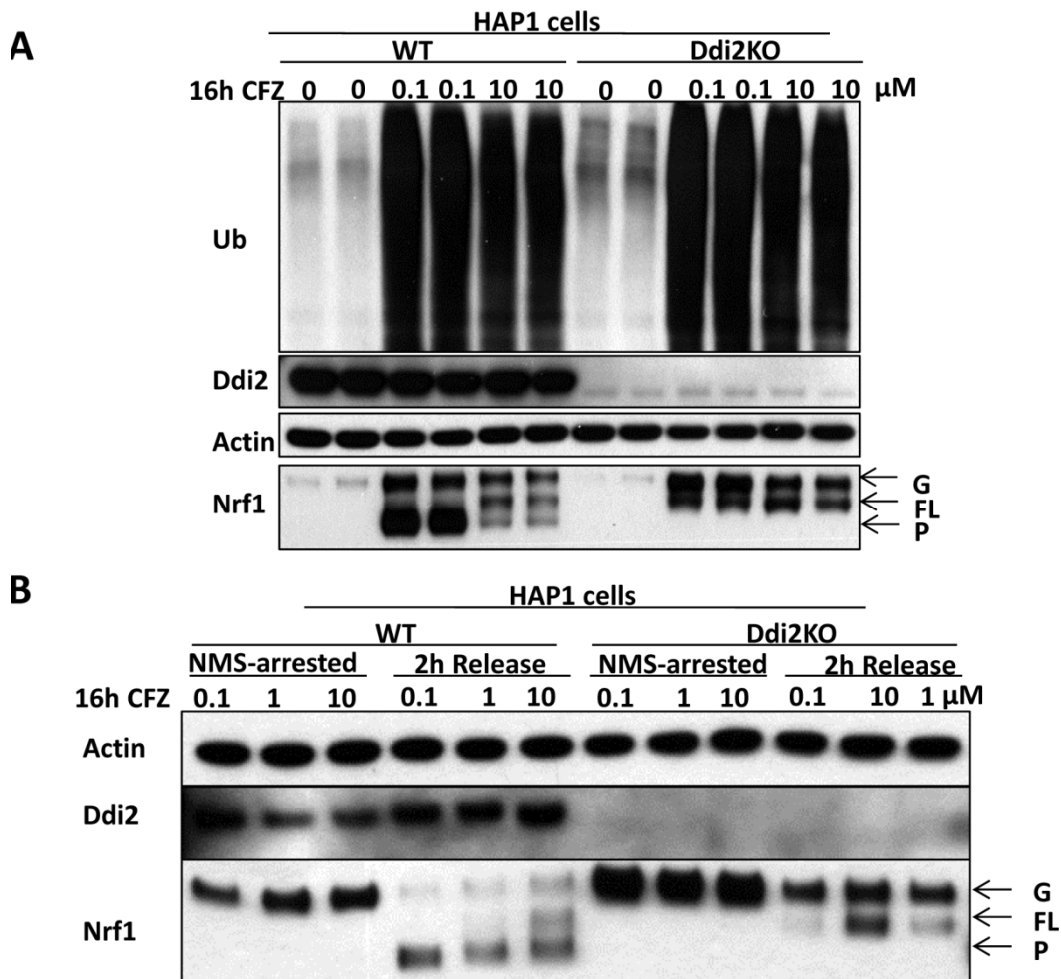 A
HAP1 cells
WT Ddi2KO
16h CFZ 0 0 0.1 0.1 10 10 0 0 0.1 0.1 10 10 μM
Ub
Ddi2
Actin
Nrf1
G
FL
P
B
HAP1 cells
WT Ddi2KO
NMS-arrested 2h Release NMS-arrested 2h Release
16h CFZ 0.1 1 10 0.1 1 10 0.1 1 10 0.1 10 1 μM
Actin
Ddi2
Nrf1
G
FL
P